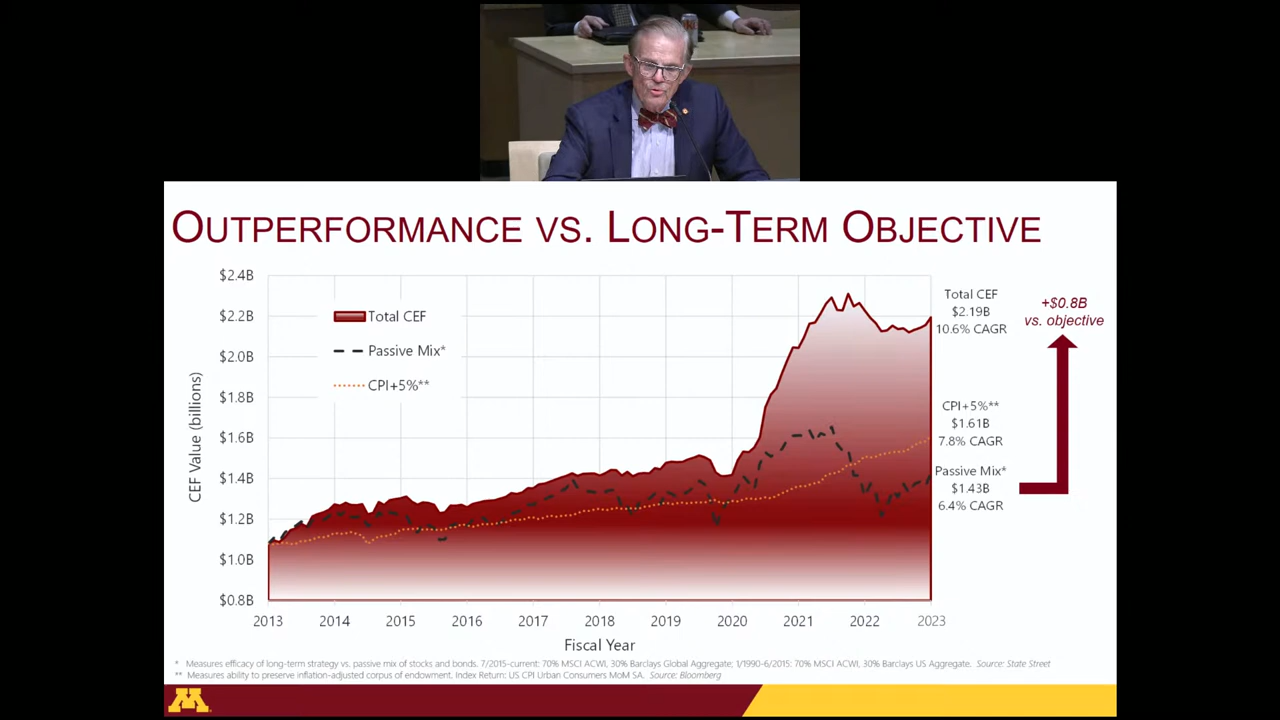 OUTPERFORMANCE VS. LONG-TERM OBJECTIVE
$2.4B
$2.2B
$2.0B
$1.8B
$1.6B
$1.4B
$1.2B
$1.0B
$0.8B
CEF Value (billions)
Total CEF
Passive Mix*
CPI+5%**
2013 2014 2015 2016 2017 2018 2019 2020 2021 2022 2023
Fiscal Year
Total CEF
$2.19B
10.6% CAGR
+$0.8B
vs. objective
CPI+5%**
$1.61B
7.8% CAGR
Passive Mix*
$1.43B
6.4% CAGR
* Measures efficacy of long-term strategy vs. passive mix of stocks and bonds. 7/2015-current: 70% MSCI ACWI, 30% Barclays Global Aggregate; 1/1990-6/2015: 70% MSCI ACWI, 30% Barclays US Aggregate. Source: State Street
** Measures ability to preserve inflation-adjusted corpus of endowment. Index Return: US CPI Urban Consumers MoM SA. Source: Bloomberg
M